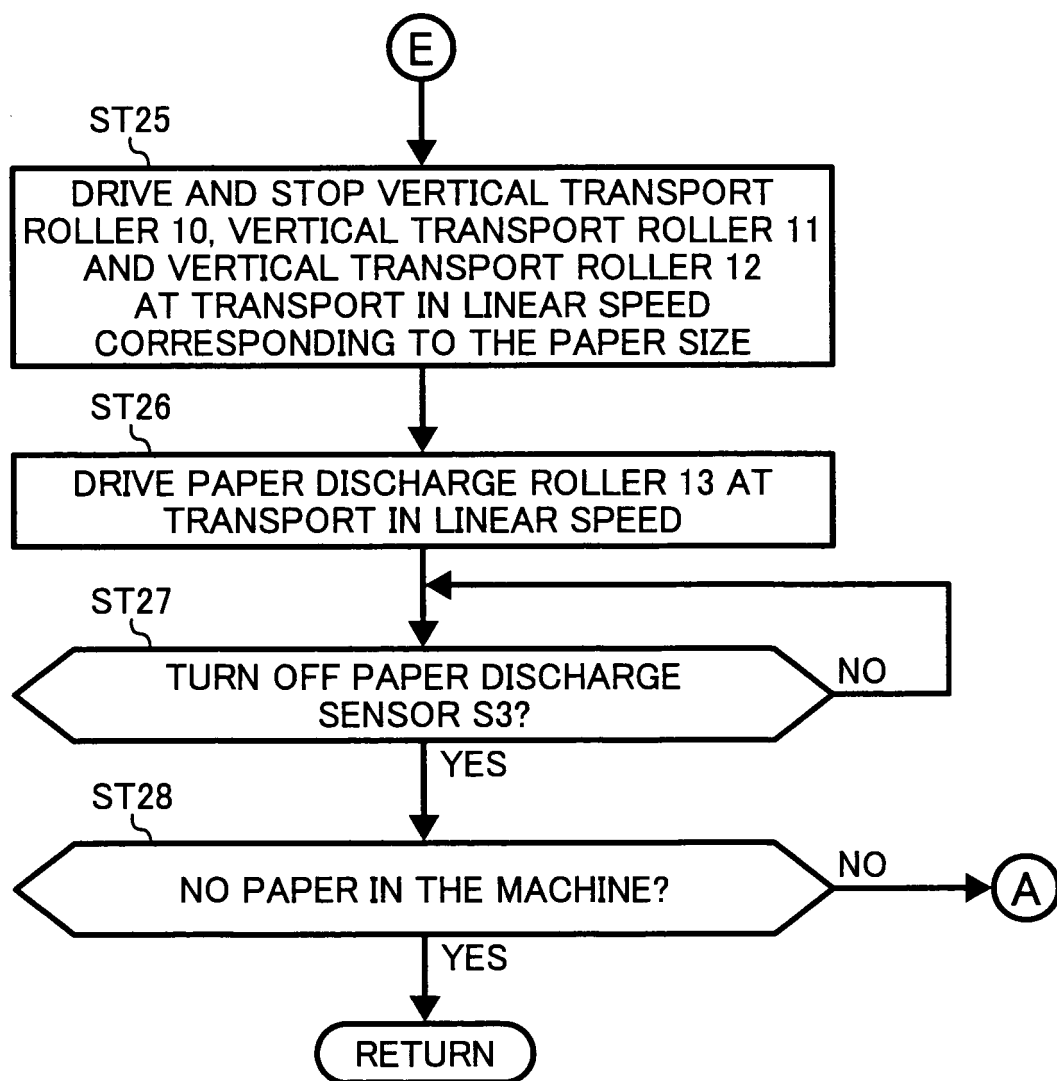 E
ST25
DRIVE AND STOP VERTICAL TRANSPORT
ROLLER 10, VERTICAL TRANSPORT ROLLER 11
AND VERTICAL TRANSPORT ROLLER 12
AT TRANSPORT IN LINEAR SPEED
CORRESPONDING TO THE PAPER SIZE
ST26
DRIVE PAPER DISCHARGE ROLLER 13 AT
TRANSPORT IN LINEAR SPEED
ST27
TURN OFF PAPER DISCHARGE
SENSOR S3?
NO
YES
ST28
NO PAPER IN THE MACHINE?
NO
A
YES
RETURN